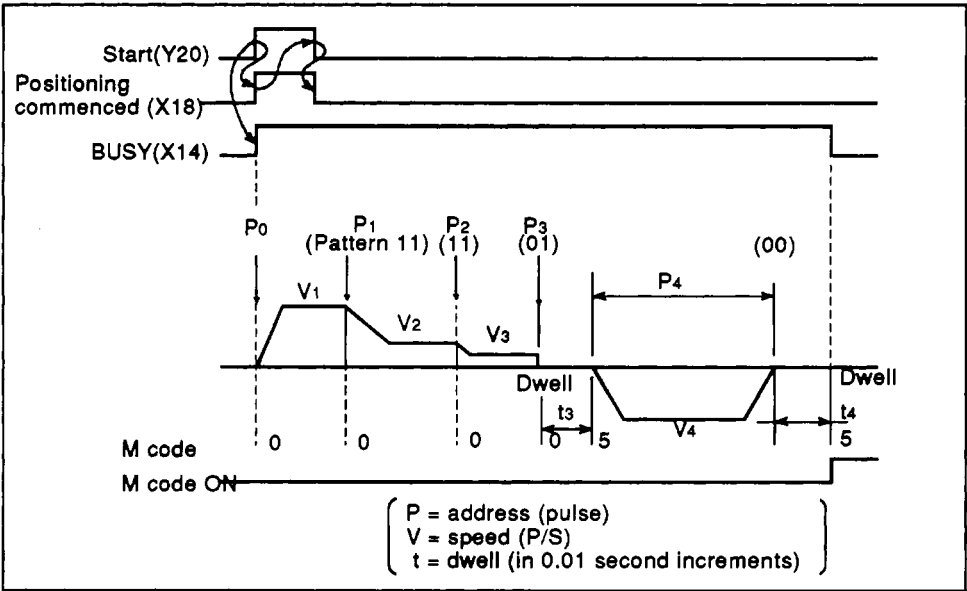 Start(Y20)
Positioning
commenced (X18)
BUSY(X14)
P0 P1 P2 P3
(Pattern 11) (11) (01) (00)
P4
V1
V2
V3
Dwell Dwell
t3 t4
V4
M code 0 0 0 0 5 5
M code ON
P = address (pulse)
V = speed (P/S)
t = dwell (in 0.01 second increments)